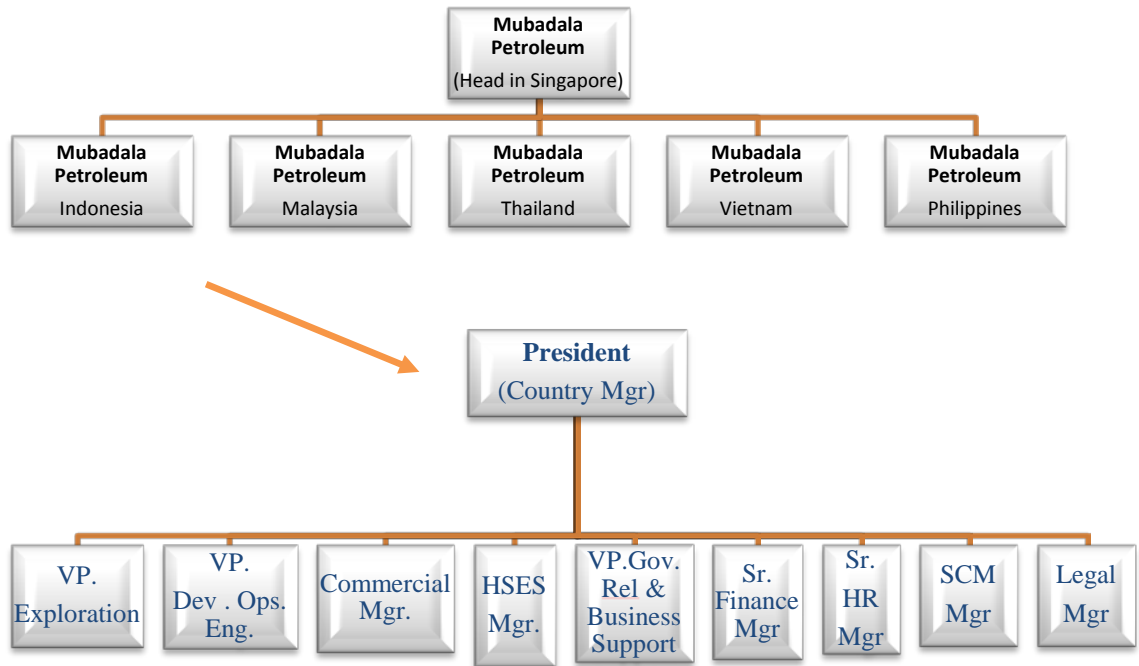 Mubadala
Petroleum
(Head in Singapore)
Mubadala
Petroleum
Indonesia
Mubadala
Petroleum
Malaysia
Mubadala
Petroleum
Thailand
Mubadala
Petroleum
Vietnam
Mubadala
Petroleum
Philippines
President
(Country Mgr)
VP.
Exploration
VP.
Dev . Ops.
Eng.
Commercial
Mgr.
HSES
Mgr.
VP.Gov.
Rel &
Business
Support
Sr.
Finance
Mgr
Sr.
HR
Mgr
SCM
Mgr
Legal
Mgr